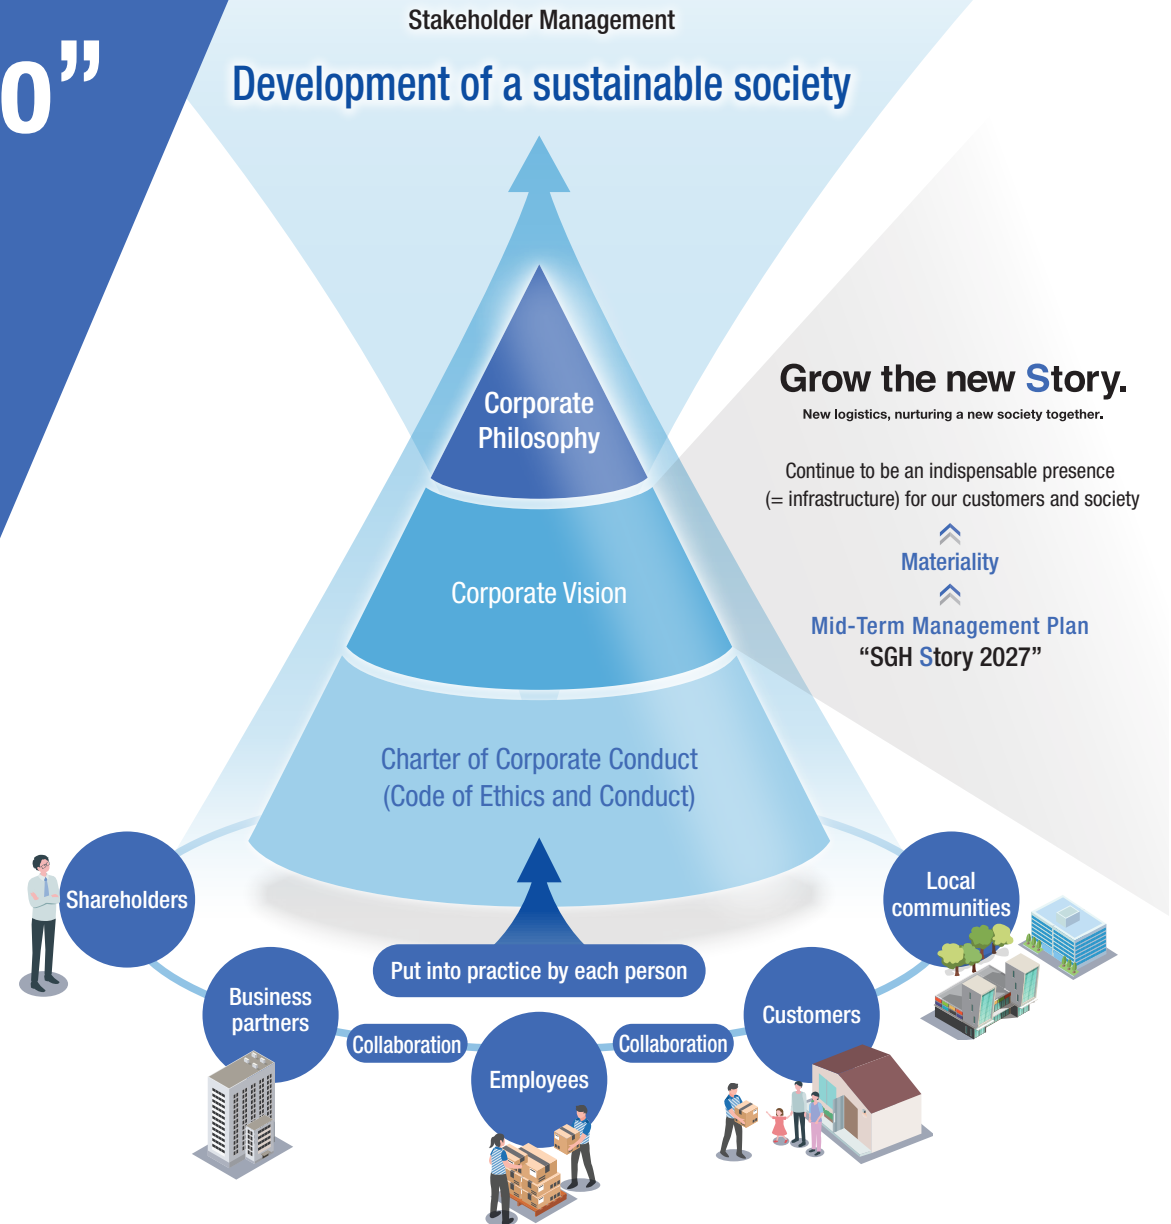 0”
Stakeholder Management
Development of a sustainable society
Corporate
Philosophy
Corporate Vision
Charter of Corporate Conduct
(Code of Ethics and Conduct)
Grow the new Story.
New logistics, nurturing a new society together.
Continue to be an indispensable presence
(= infrastructure) for our customers and society
Materiality
Mid-Term Management Plan
“SGH Story 2027”
Put into practice by each person
Shareholders
Business
partners
Collaboration
Employees
Collaboration
Customers
Local
communities